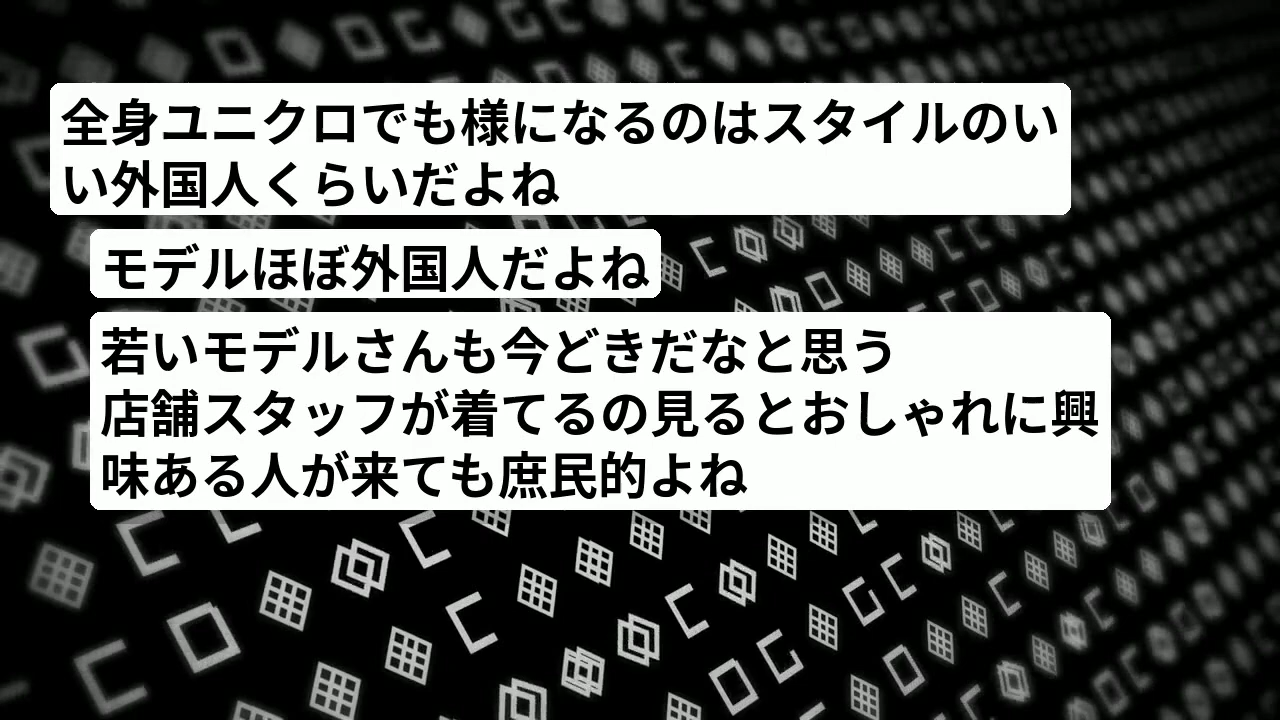 全身ユニクロでも様になるのはスタイルのい
い外国人くらいだよね
モデルほぼ外国人だよね
若いモデルさんも今どきだなと思う
店舗スタッフが着てるの見るとおしゃれに興
味ある人が来ても庶民的よね